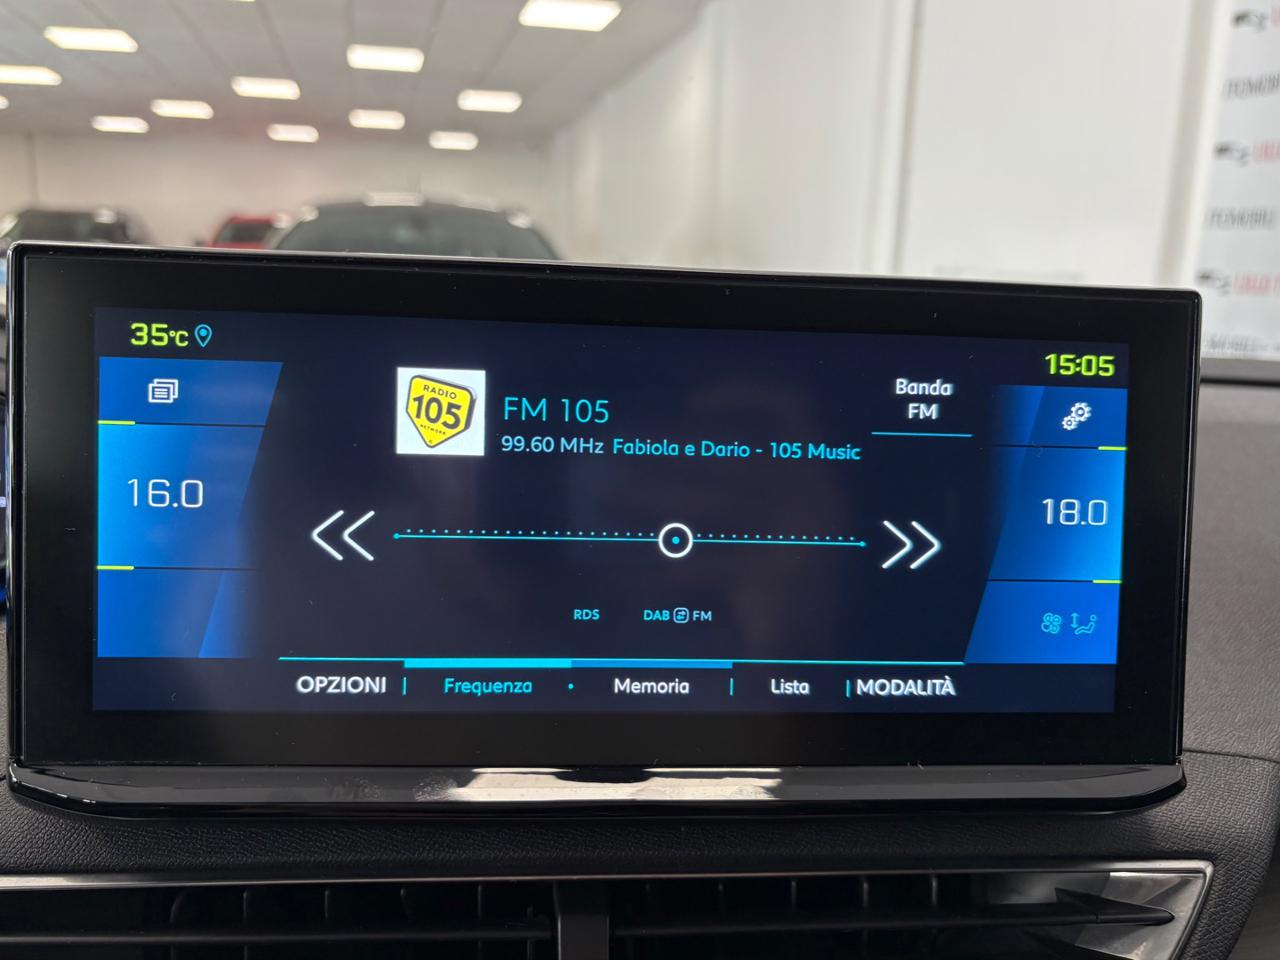 35°C
15:05
RADIO
105
NETWORK
FM 105
99.60 MHz Fabiola e Dario - 105 Music
Banda
FM
16.0
18.0
RDS DAB FM
OPZIONI | Frequenza • Memoria | Lista | MODALITÀ